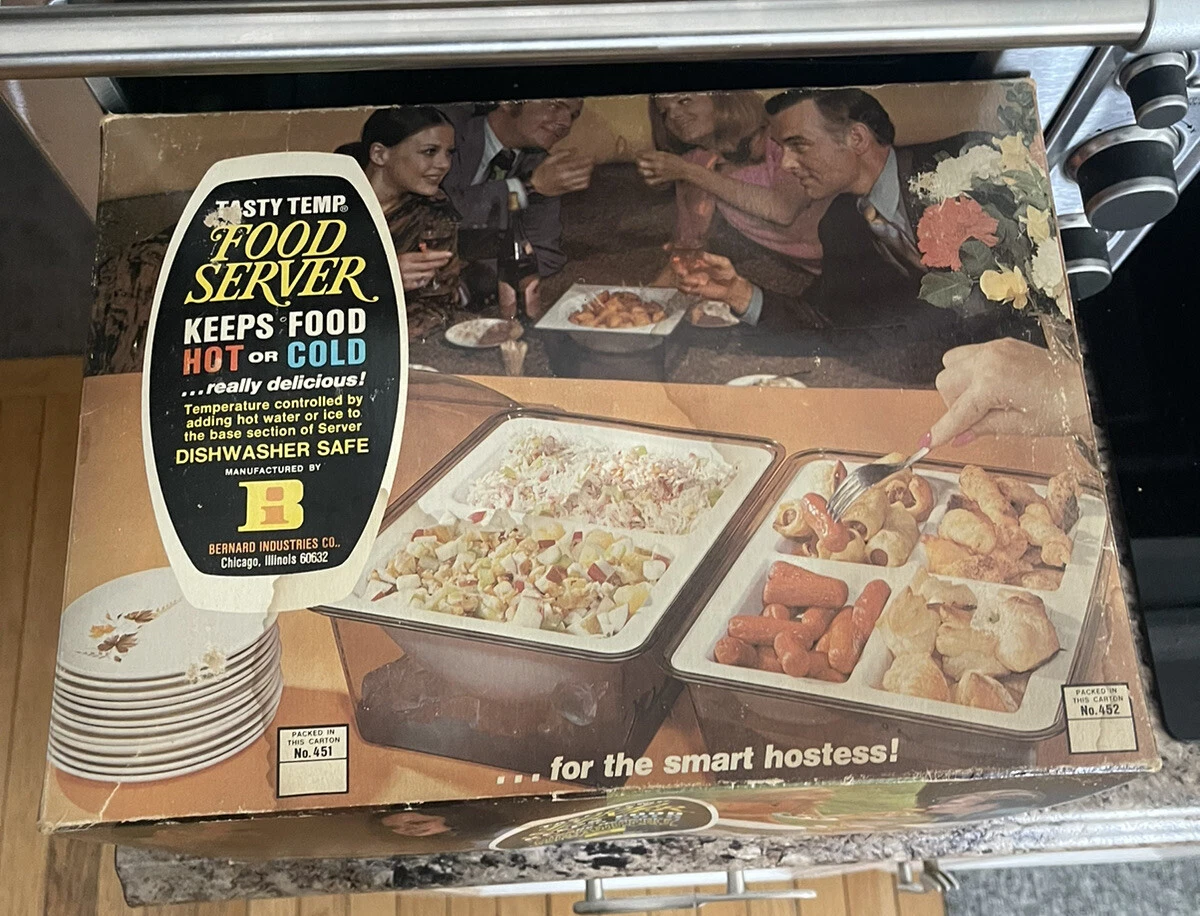 TASTY TEMP®
FOOD
SERVER
KEEPS FOOD
HOT OR COLD
...really delicious!
Temperature controlled by
adding hot water or ice to
the base section of Server
DISHWASHER SAFE
MANUFACTURED BY
B
BERNARD INDUSTRIES CO..
Chicago, Illinois 60632
PACKED IN
THIS CARTON
No. 451
PACKED IN
THIS CARTON
No. 452
...for the smart hostess!